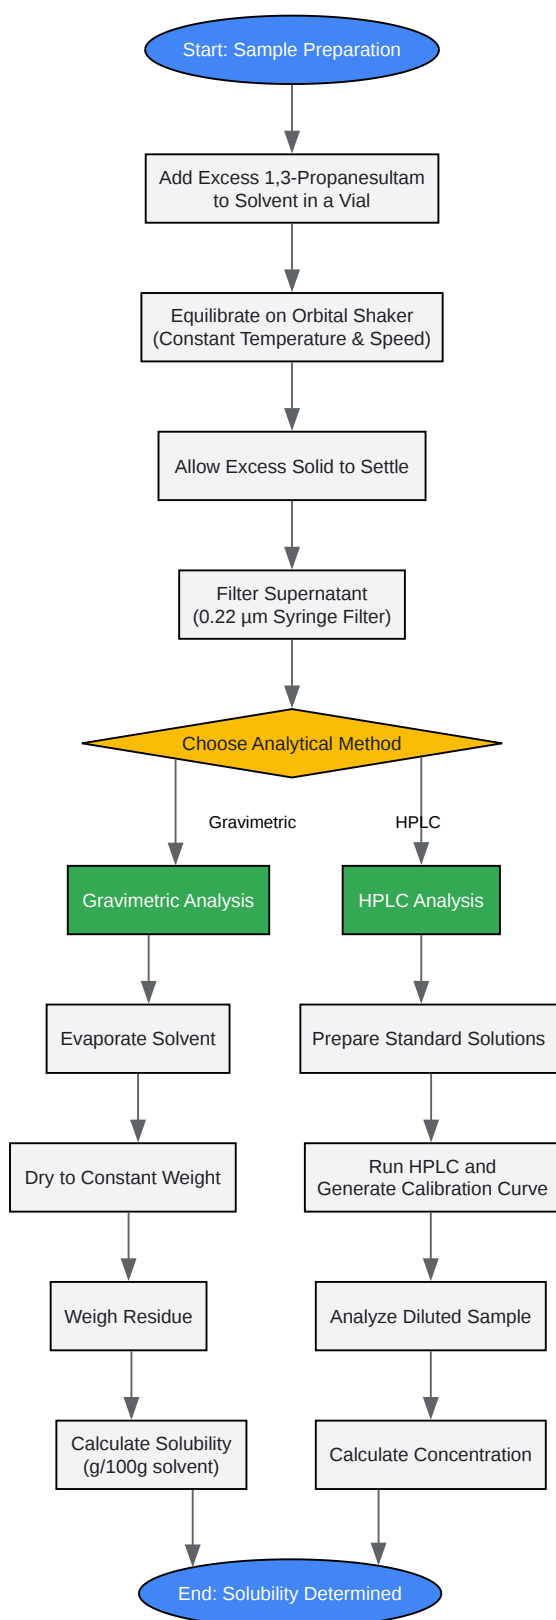 Start: Sample Preparation
Add Excess 1,3-Propanesultam
to Solvent in a Vial
Equilibrate on Orbital Shaker
(Constant Temperature & Speed)
Allow Excess Solid to Settle
Filter Supernatant
(0.22 µm Syringe Filter)
Choose Analytical Method
Gravimetric
HPLC
Gravimetric Analysis
HPLC Analysis
Evaporate Solvent
Prepare Standard Solutions
Dry to Constant Weight
Run HPLC and
Generate Calibration Curve
Weigh Residue
Analyze Diluted Sample
Calculate Solubility
(g/100g solvent)
Calculate Concentration
End: Solubility Determined